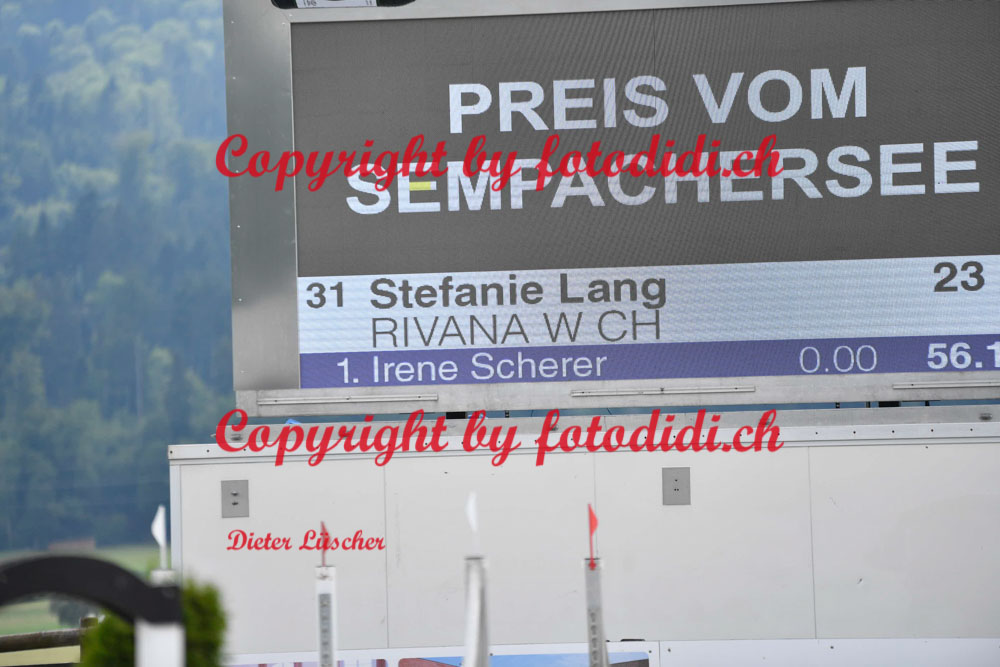 PREIS VOM
Copyright by fotodidi.ch
SEMPACHERSEE
31 Stefanie Lang 23
RIVANA W CH
1. Irene Scherer 0.00 56.1
Copyright by fotodidi.ch
Dieter Lüscher